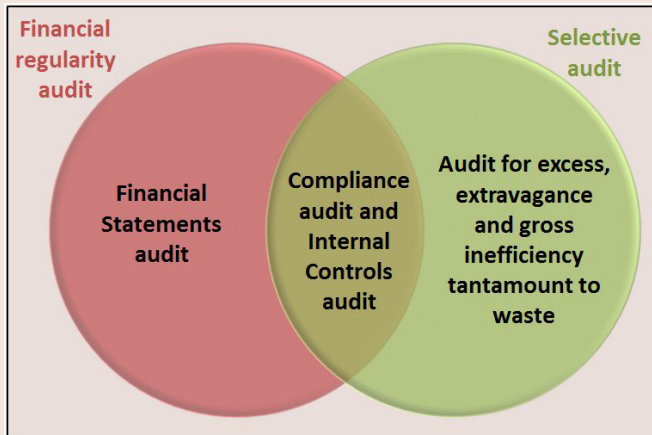 Financial
regularity
audit
Selective
audit
Financial
Statements
audit
Compliance
audit and
Internal
Controls
audit
Audit for excess,
extravagance
and gross
inefficiency
tantamount to
waste